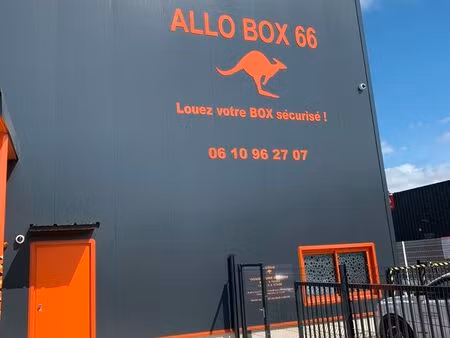 ALLO BOX 66
Louez votre BOX sécurisé !
06 10 96 27 07